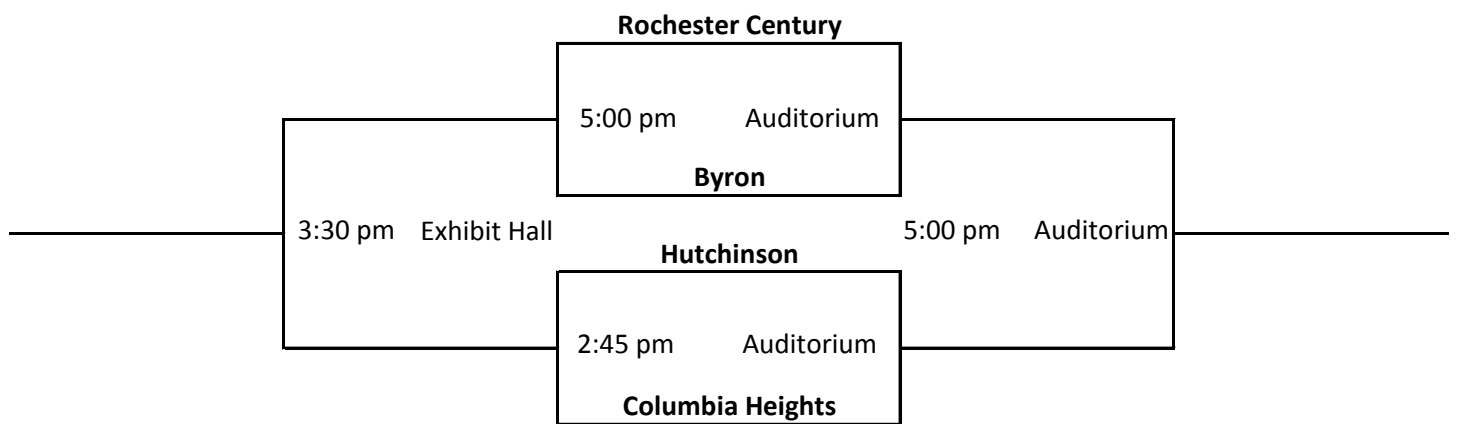 Rochester Century
5:00 pm Auditorium
Byron
3:30 pm Exhibit Hall
5:00 pm Auditorium
Hutchinson
2:45 pm Auditorium
Columbia Heights